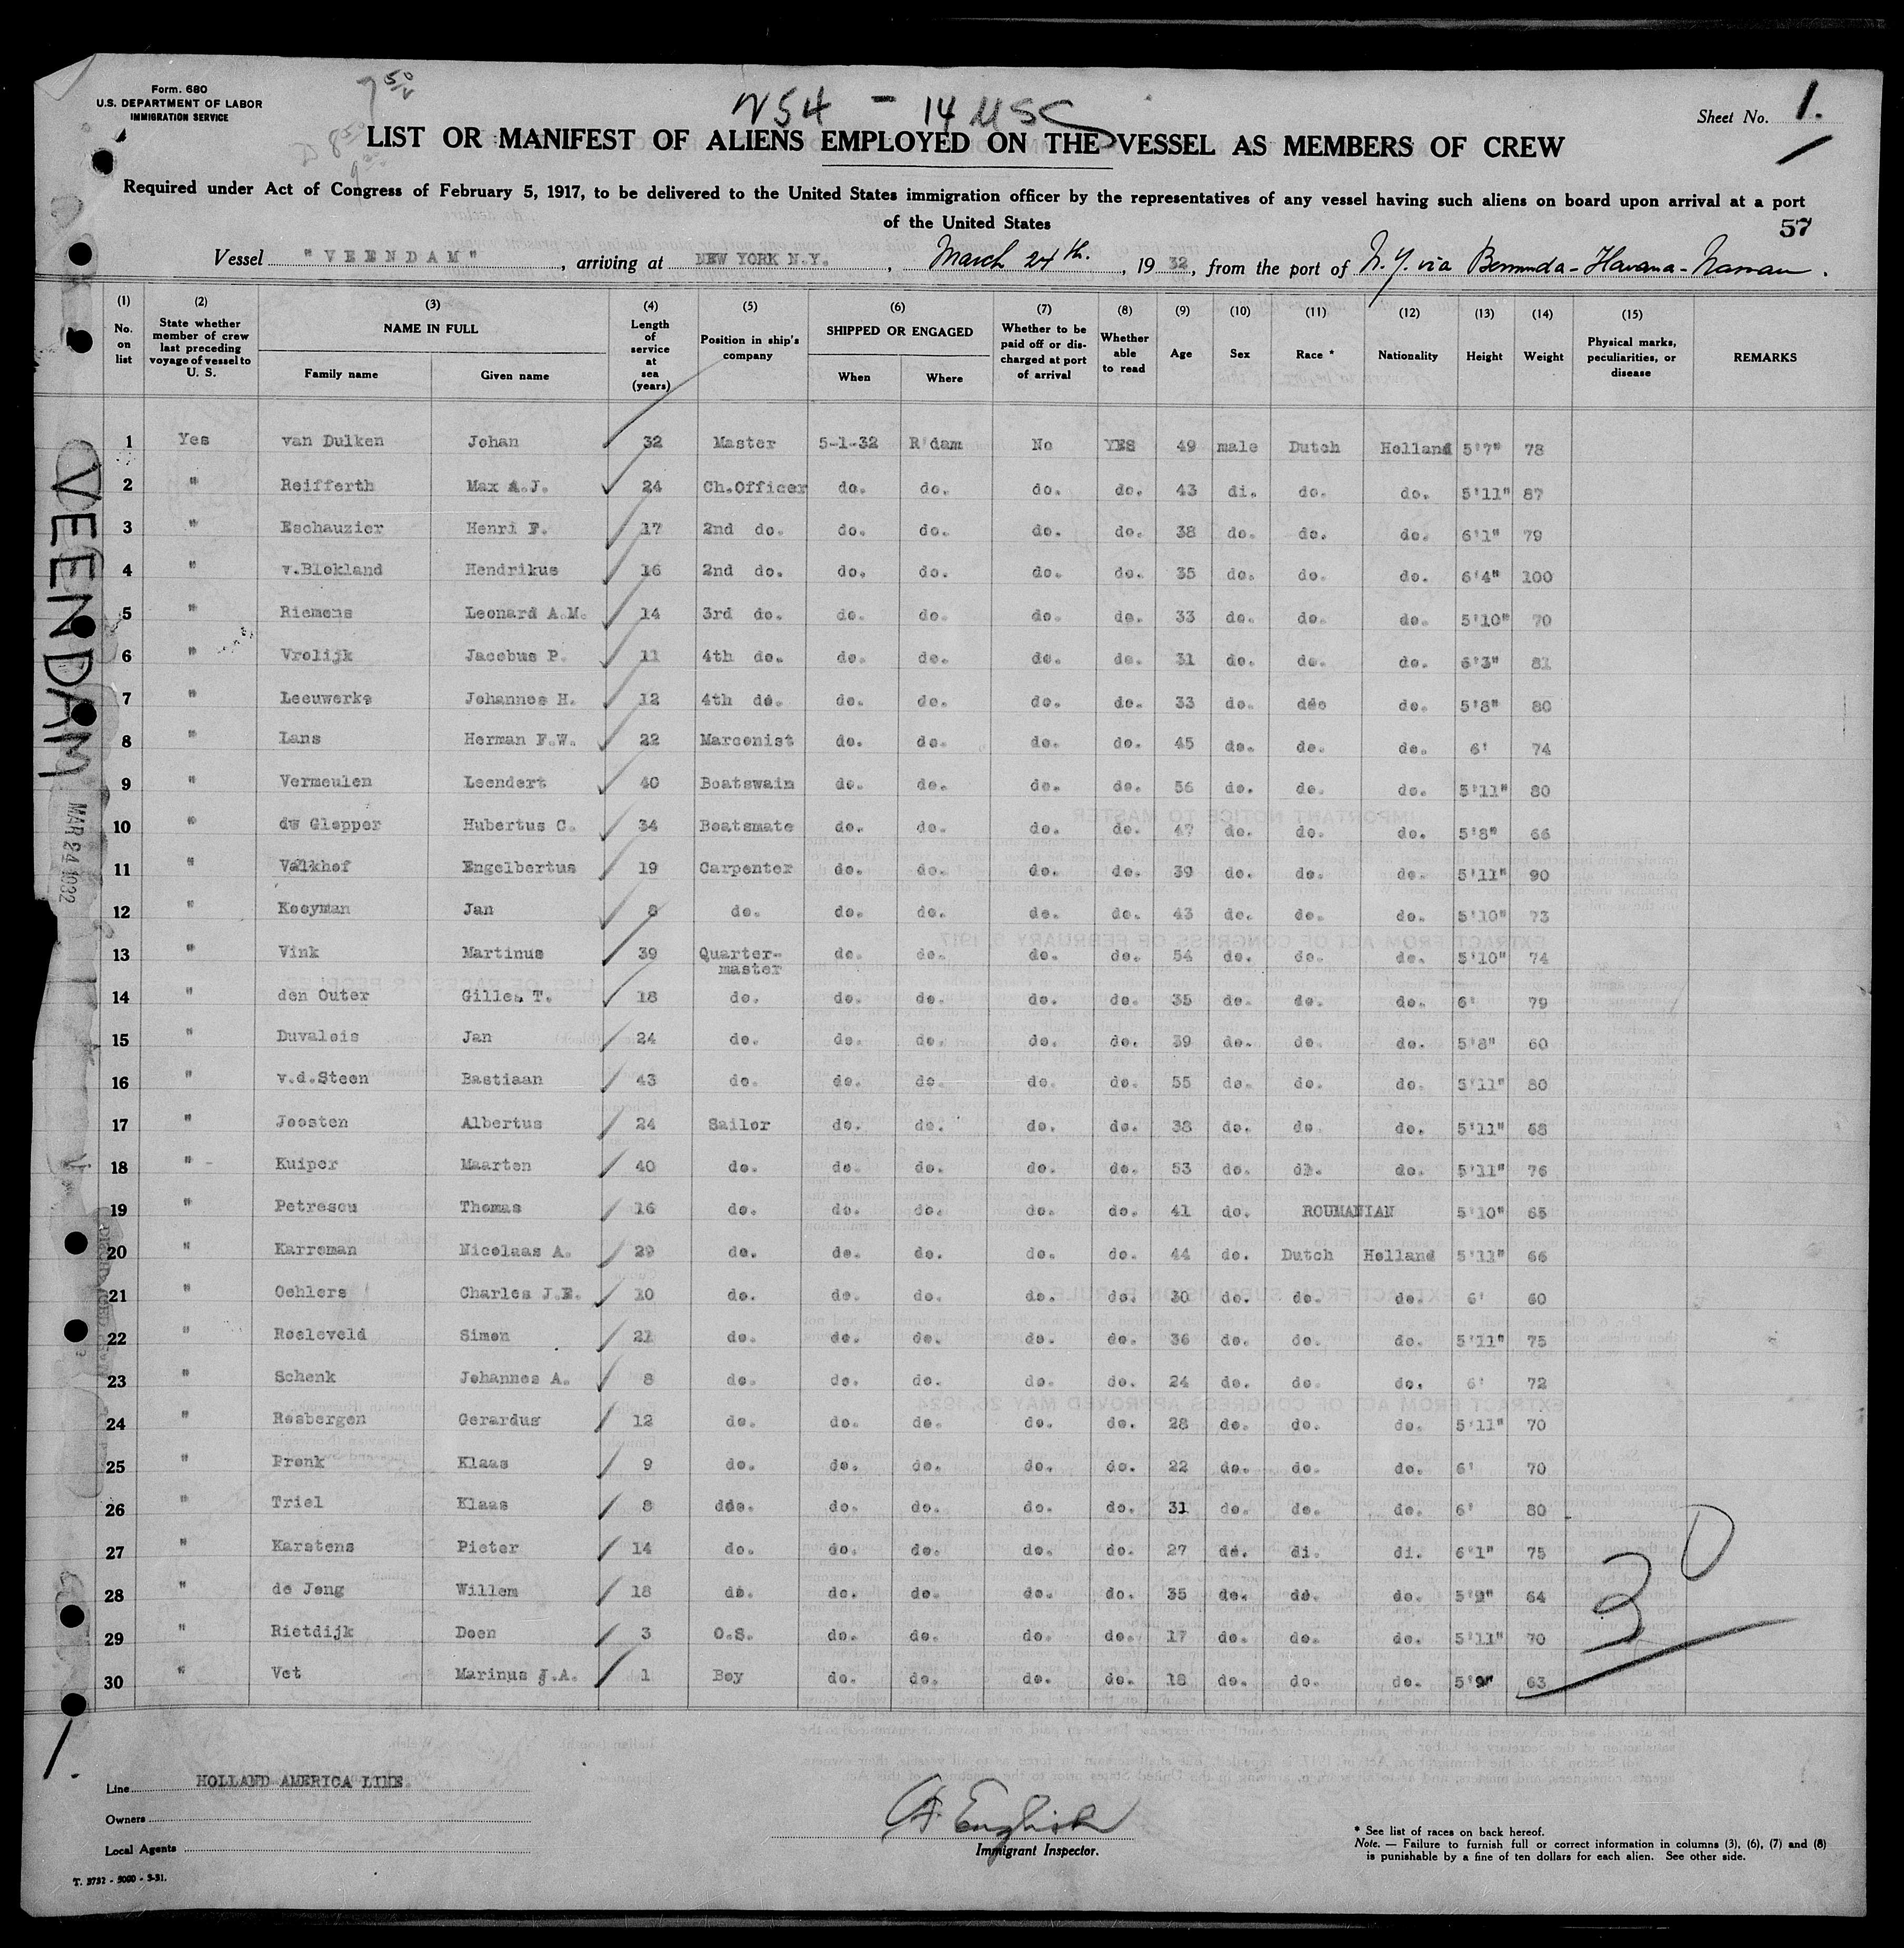 Form. 680
U.S. DEPARTMENT OF LABOR
IMMIGRATION SERVICE
7 50/
N54 - 14 USC
Sheet No. 1.
LIST OR MANIFEST OF ALIENS EMPLOYED ON THE VESSEL AS MEMBERS OF CREW
Required under Act of Congress of February 5, 1917, to be delivered to the United States immigration officer by the representatives of any vessel having such aliens on board upon arrival at a port
of the United States
57
Vessel "VEENDAM", arriving at NEW YORK N.Y., March 24th., 1932, from the port of N.Y. via Bermuda - Havana - Nassau.
(1) (2) (3) (4) (5) (6) (7) (8) (9) (10) (11) (12) (13) (14) (15)
No. on list State whether member of crew last preceding voyage of vessel to U. S. NAME IN FULL Family name Given name Length of service at sea (years) Position in ship's company SHIPPED OR ENGAGED When Where Whether to be paid off or discharged at port of arrival Whether able to read Age Sex Race * Nationality Height Weight Physical marks, peculiarities, or disease REMARKS
1 Yes van Dulken Johan 32 Master 5-1-32 R'dam No YES 49 male Dutch Holland 5'7" 78
2 " Reifferth Max A.J. 24 Ch.Officer do. do. do. do. 43 di. do. do. 5'11" 87
3 " Eschauzier Henri F. 17 2nd do. do. do. do. do. 38 do. do. do. 6'1" 79
4 " v.Blokland Hendrikus 16 2nd do. do. do. do. do. 35 do. do. do. 6'4" 100
5 " Riemens Leonard A.M. 14 3rd do. do. do. do. do. 33 do. do. do. 5'10" 70
6 " Vrolijk Jacobus P. 11 4th do. do. do. do. do. 31 do. do. do. 6'3" 81
7 " Leeuwerke Johannes H. 12 4th do. do. do. do. do. 33 do. ddo do. 5'8" 80
8 " Lans Herman F.W. 22 Marconist do. do. do. do. 45 do. do. do. 6' 74
9 " Vermeulen Leendert 40 Boatswain do. do. do. do. 56 do. do. do. 5'11" 80
10 " de Glopper Hubertus C. 34 Boatsmate do. do. do. do. 47 do. do. do. 5'8" 66
11 " Valkhof Engelbertus 19 Carpenter do. do. do. do. 39 do. do. do. 5'11" 90
12 " Kooyman Jan 8 do. do. do. do. do. 43 do. do. do. 5'10" 73
13 " Vink Martinus 39 Quarter-master do. do. do. do. 54 do. do. do. 5'10" 74
14 " den Outer Gilles T. 18 do. do. do. do. do. 35 do. do. do. 6' 79
15 " Duvalois Jan 24 do. do. do. do. do. 39 do. do. do. 5'8" 60
16 " v.d.Steen Bastiaan 43 do. do. do. do. do. 55 do. do. do. 5'11" 80
17 " Joosten Albertus 24 Sailor do. do. do. do. 38 do. do. do. 5'11" 68
18 " Kuiper Maarten 40 do. do. do. do. do. 53 do. do. do. 5'11" 76
19 " Petrescu Thomas 16 do. do. do. do. do. 41 do. ROUMANIAN 5'10" 65
20 " Karreman Nicolaas A. 29 do. do. do. do. do. 44 do. Dutch Holland 5'11" 66
21 " Oehlers Charles J.E. 10 do. do. do. do. do. 30 do. do. do. 6' 60
22 " Roeleveld Simon 21 do. do. do. do. do. 36 do. do. do. 5'11" 75
23 " Schenk Johannes A. 8 do. do. do. do. do. 24 do. do. do. 6' 72
24 " Rosbergen Gerardus 12 do. do. do. do. do. 28 do. do. do. 5'11" 70
25 " Pronk Klaas 9 do. do. do. do. do. 22 do. do. do. 6' 70
26 " Triel Klaas 8 ddo. do. do. do. do. 31 do. do. do. 6' 80
27 " Karstens Pieter 14 do. do. do. do. do. 27 do. di. di. 6'1" 75
28 " de Jong Willem 18 do. do. do. do. do. 35 do. do. do. 5'9" 64
29 " Rietdijk Deen 3 O.S. do. do. do. do. 17 do. do. do. 5'11" 70
30 " Vet Marinus J.A. 1 Boy do. do. do. do. 18 do. do. do. 5'9" 63
30
VEENDAM
MAR 24 1932
Line HOLLAND AMERICA LINE.
Owners
Local Agents
T. 3732 - 5000 - 3-31.
English
Immigrant Inspector.
* See list of races on back hereof.
Note. — Failure to furnish full or correct information in columns (3), (6), (7) and (8)
is punishable by a fine of ten dollars for each alien. See other side.